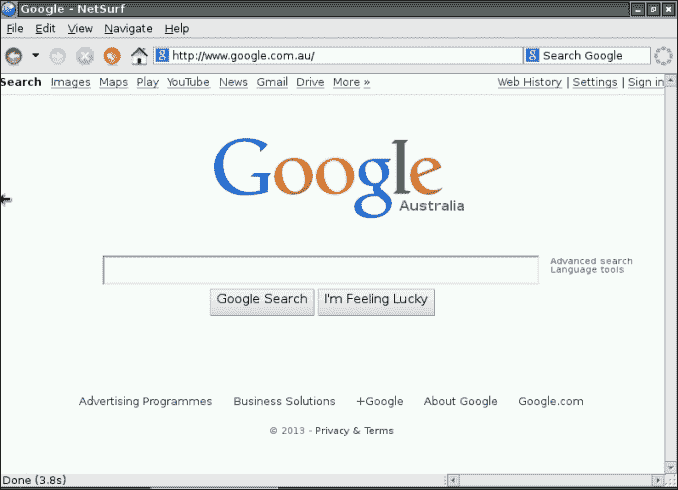 Google - NetSurf
File Edit View Navigate Help
http://www.google.com.au/ Search Google
Search Images Maps Play YouTube News Gmail Drive More » Web History | Settings | Sign in
Google
Australia
Advanced search
Language tools
Google Search I'm Feeling Lucky
Advertising Programmes Business Solutions +Google About Google Google.com
© 2013 - Privacy & Terms
Done (3.8s)